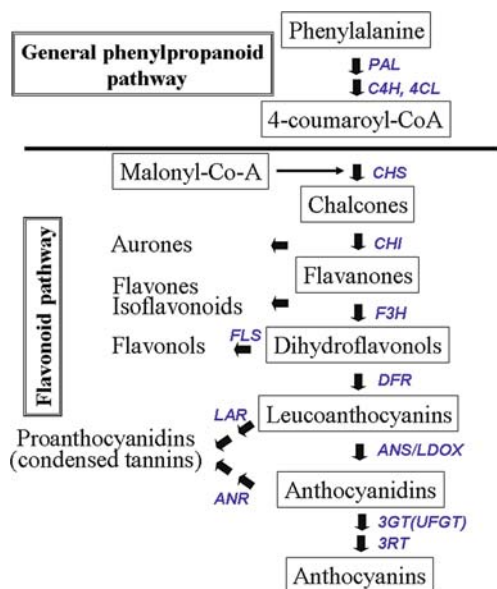 Phenylalanine
General phenylpropanoid
pathway
PAL
C4H, 4CL
4-coumaroyl-CoA
Malonyl-Co-A
CHS
Chalcones
Flavonoid pathway
Aurones
CHI
Flavanones
Flavones
Isoflavonoids
F3H
Flavonols
FLS
Dihydroflavonols
DFR
LAR
Leucoanthocyanins
Proanthocyanidins
(condensed tannins)
ANS/LDOX
ANR
Anthocyanidins
3GT(UFGT)
3RT
Anthocyanins